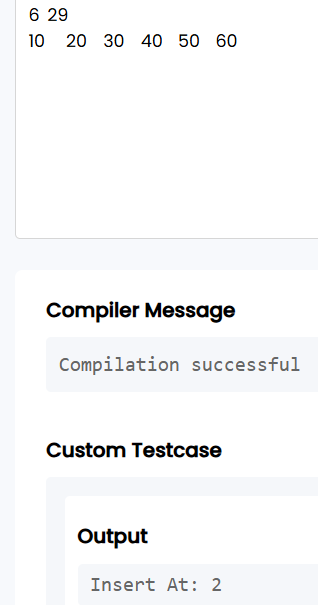 6 29
10 20 30 40 50 60
Compiler Message
Compilation successful
Custom Testcase
Output
Insert At: 2